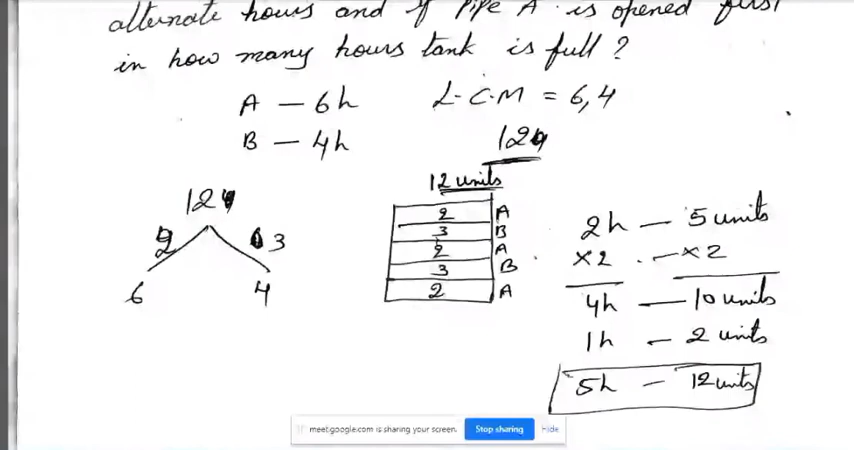 alternate hours and if Pipe A is opened first
in how many hours tank is full?
A — 6h
L.C.M = 6, 4
B — 4h
12
12 units
2 A
3 B
2 A
3 B
2 A
12
2 3
6 4
2h — 5 units
×2 — ×2
4h — 10 units
1h — 2 units
5h — 12 units
meet.google.com is sharing your screen. Stop sharing Hide